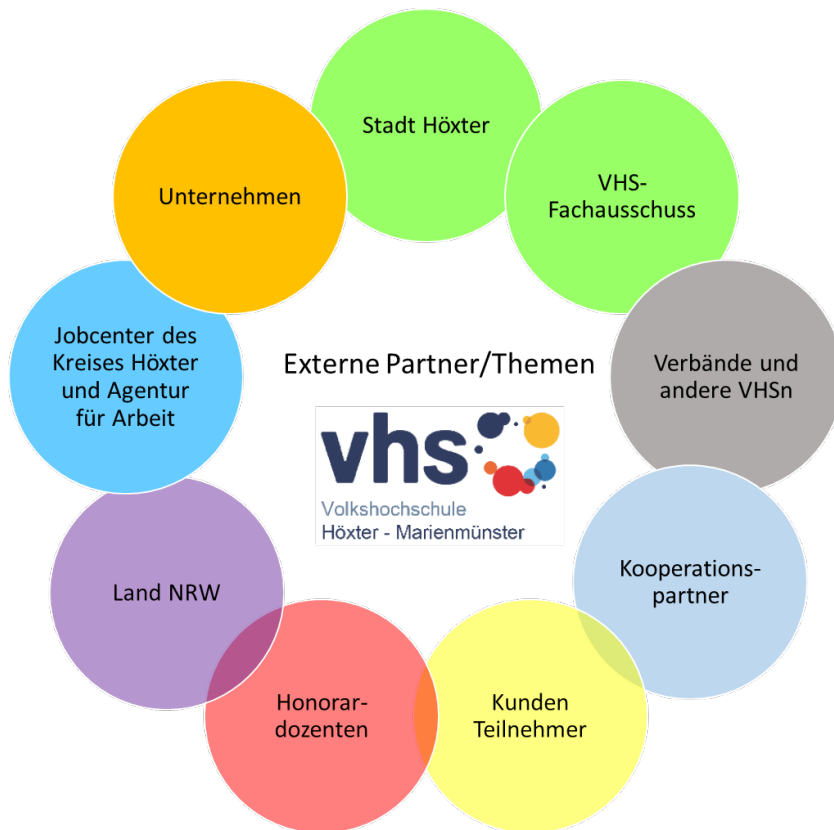 Stadt Höxter
VHS-
Fachausschuss
Verbände und
andere VHSn
Kooperations-
partner
Kunden
Teilnehmer
Honorar-
dozenten
Land NRW
Jobcenter des
Kreises Höxter
und Agentur
für Arbeit
Unternehmen
Externe Partner/Themen
vhs
Volkshochschule
Höxter - Marienmünster